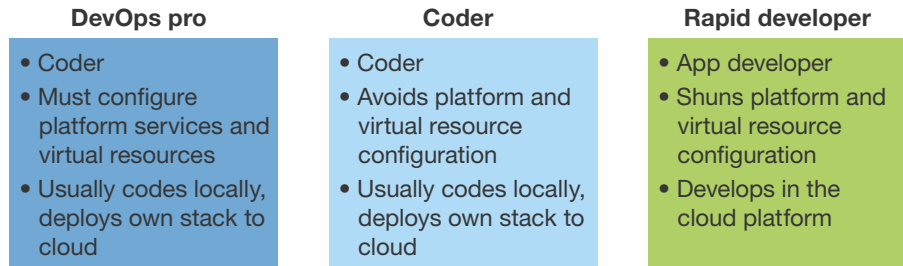 DevOps pro
• Coder
• Must configure
platform services and
virtual resources
• Usually codes locally,
deploys own stack to
cloud
Coder
• Coder
• Avoids platform and
virtual resource
configuration
• Usually codes locally,
deploys own stack to
cloud
Rapid developer
• App developer
• Shuns platform and
virtual resource
configuration
• Develops in the
cloud platform